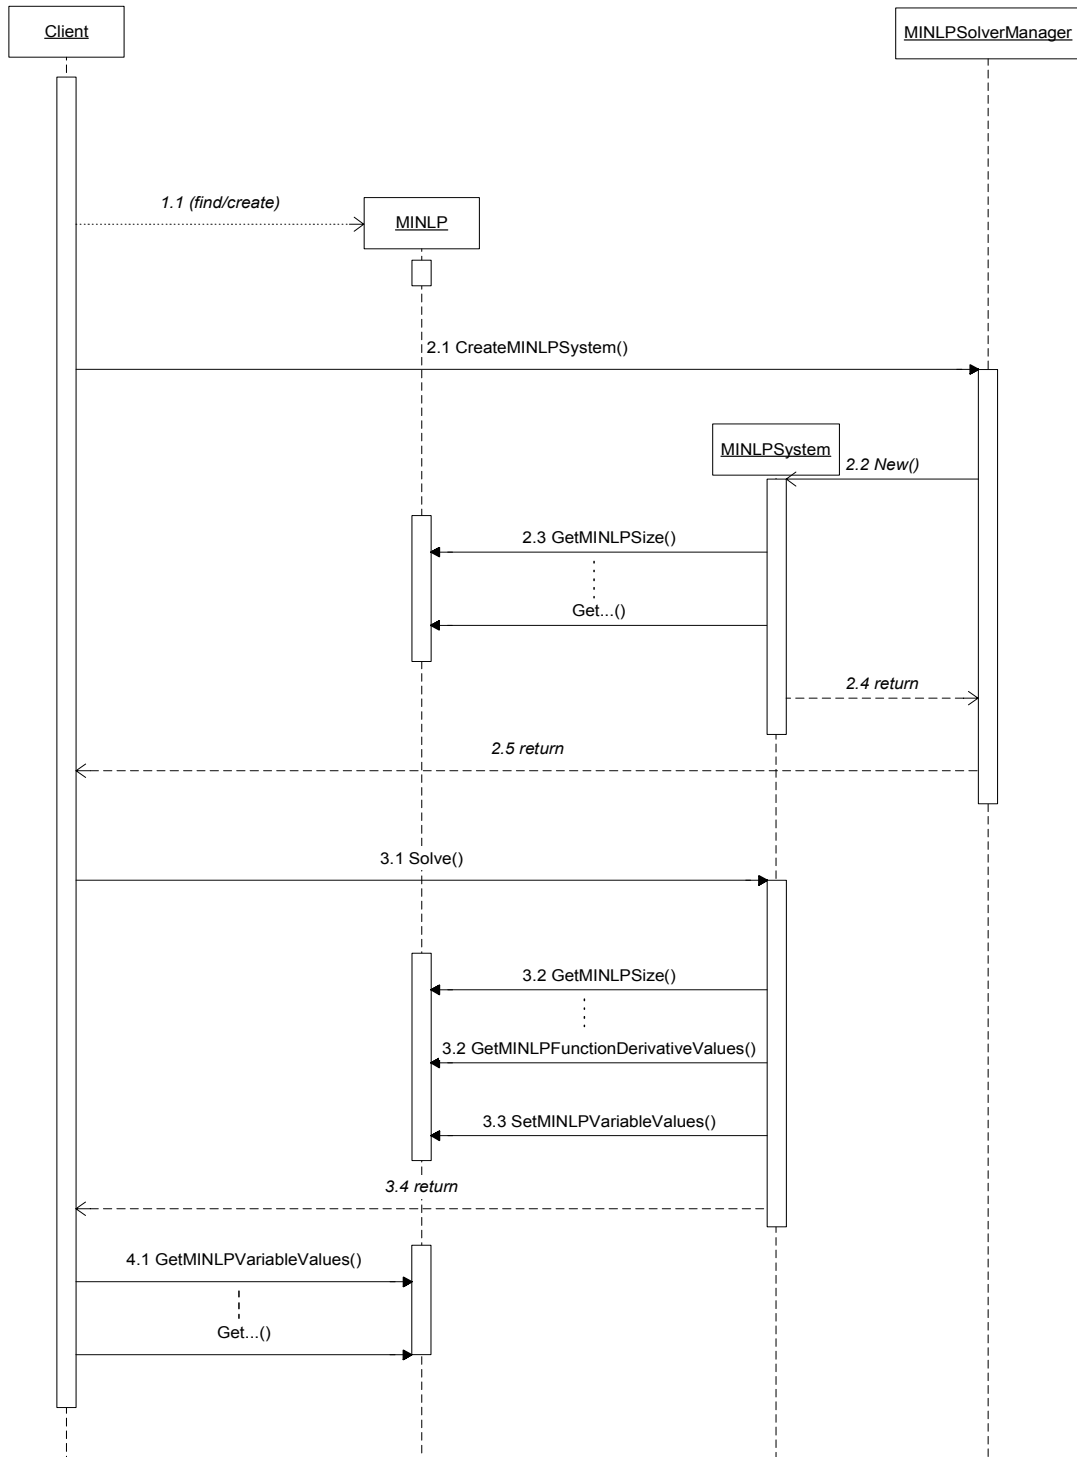 Client
MINLPSolverManager
1.1 (find/create)
MINLP
2.1 CreateMINLPSystem()
MINLPSystem
2.2 New()
2.3 GetMINLPSize()
Get...()
2.4 return
2.5 return
3.1 Solve()
3.2 GetMINLPSize()
3.2 GetMINLPFunctionDerivativeValues()
3.3 SetMINLPVariableValues()
3.4 return
4.1 GetMINLPVariableValues()
Get...()